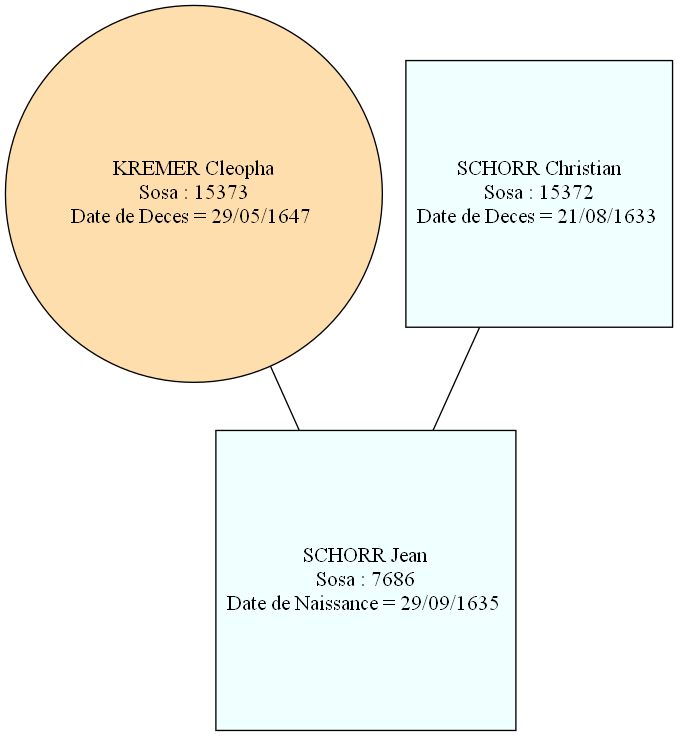 KREMER Cleopha
Sosa : 15373
Date de Deces = 29/05/1647
SCHORR Christian
Sosa : 15372
Date de Deces = 21/08/1633
SCHORR Jean
Sosa : 7686
Date de Naissance = 29/09/1635